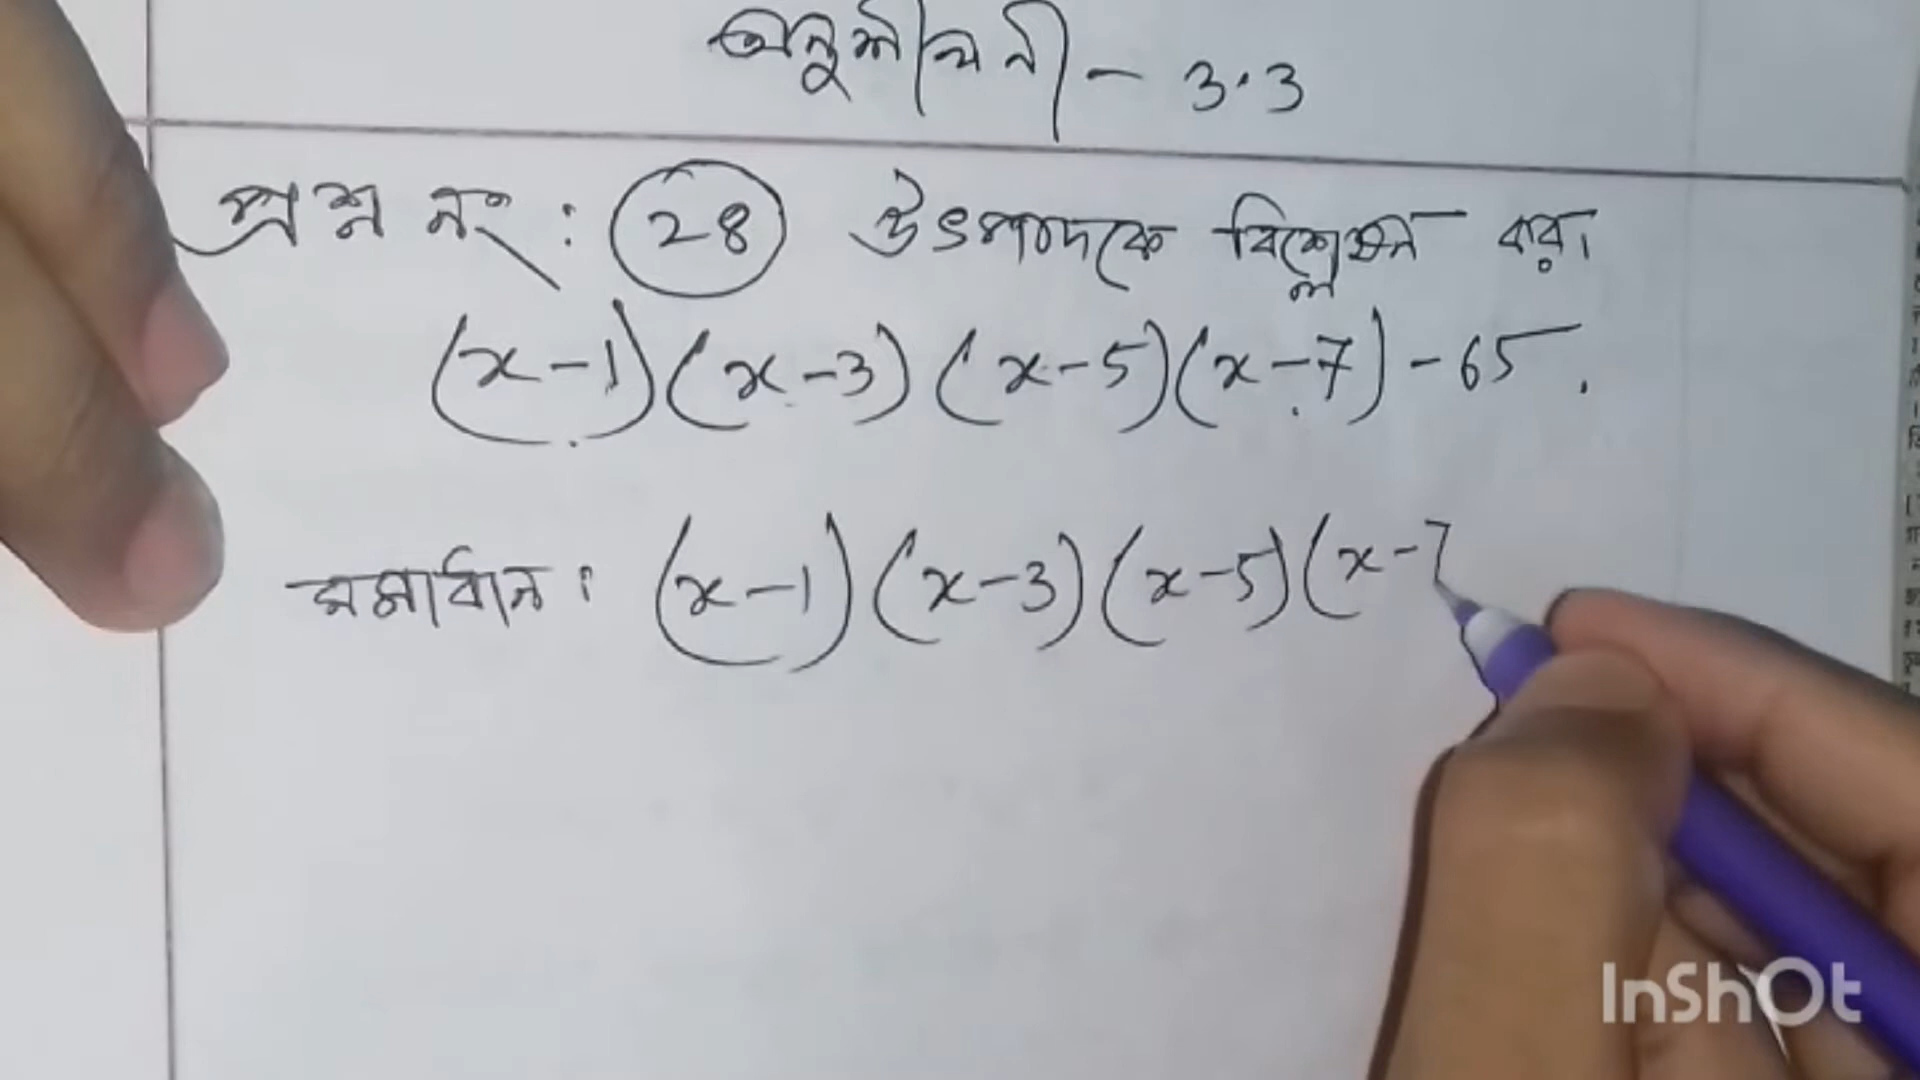 অনুশীলনী - 3.3
প্রশ্ন নং : 28 উৎপাদকে বিশ্লেষন কর।
(x-1)(x-3)(x-5)(x-7)-65.
সমাধান : (x-1)(x-3)(x-5)(x-7
InShOt